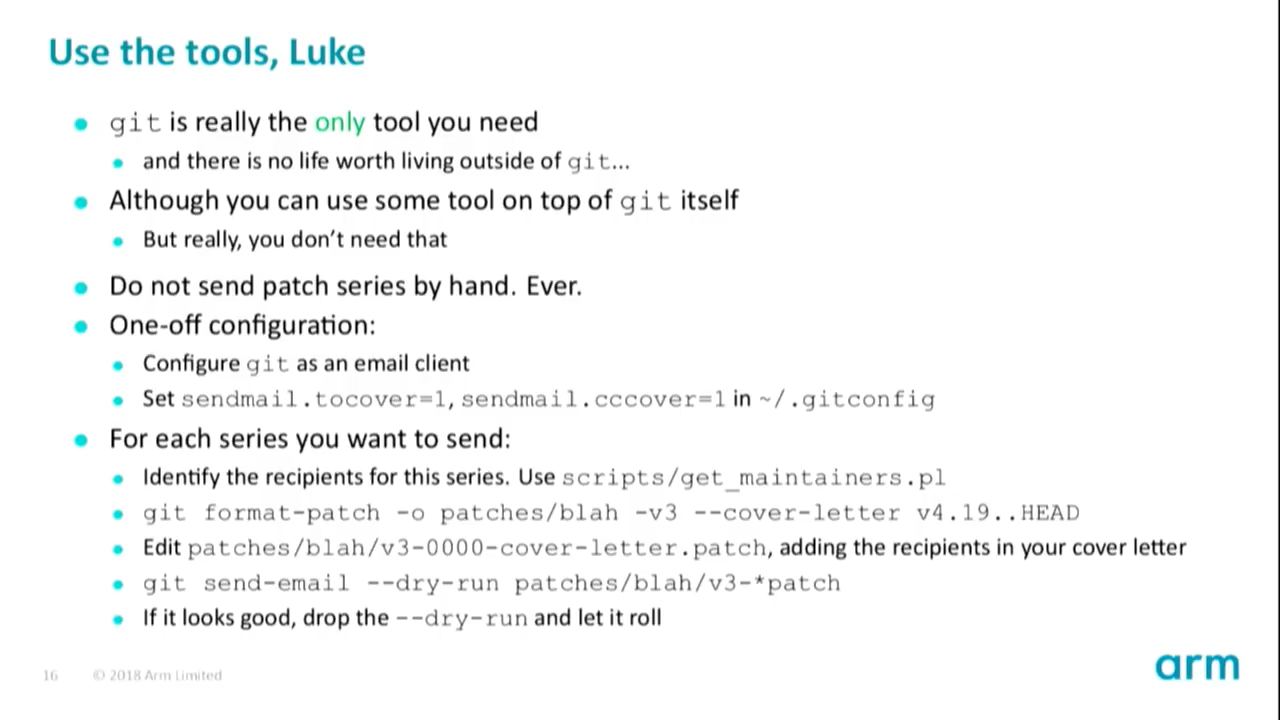 Use the tools, Luke
git is really the only tool you need
and there is no life worth living outside of git...
Although you can use some tool on top of git itself
But really, you don't need that
Do not send patch series by hand. Ever.
One-off configuration:
Configure git as an email client
Set sendmail.tocover=1, sendmail.cccover=1 in ~/.gitconfig
For each series you want to send:
Identify the recipients for this series. Use scripts/get_maintainers.pl
git format-patch -o patches/blah -v3 --cover-letter v4.19..HEAD
Edit patches/blah/v3-0000-cover-letter.patch, adding the recipients in your cover letter
git send-email --dry-run patches/blah/v3-*patch
If it looks good, drop the --dry-run and let it roll
16 © 2018 Arm Limited
arm